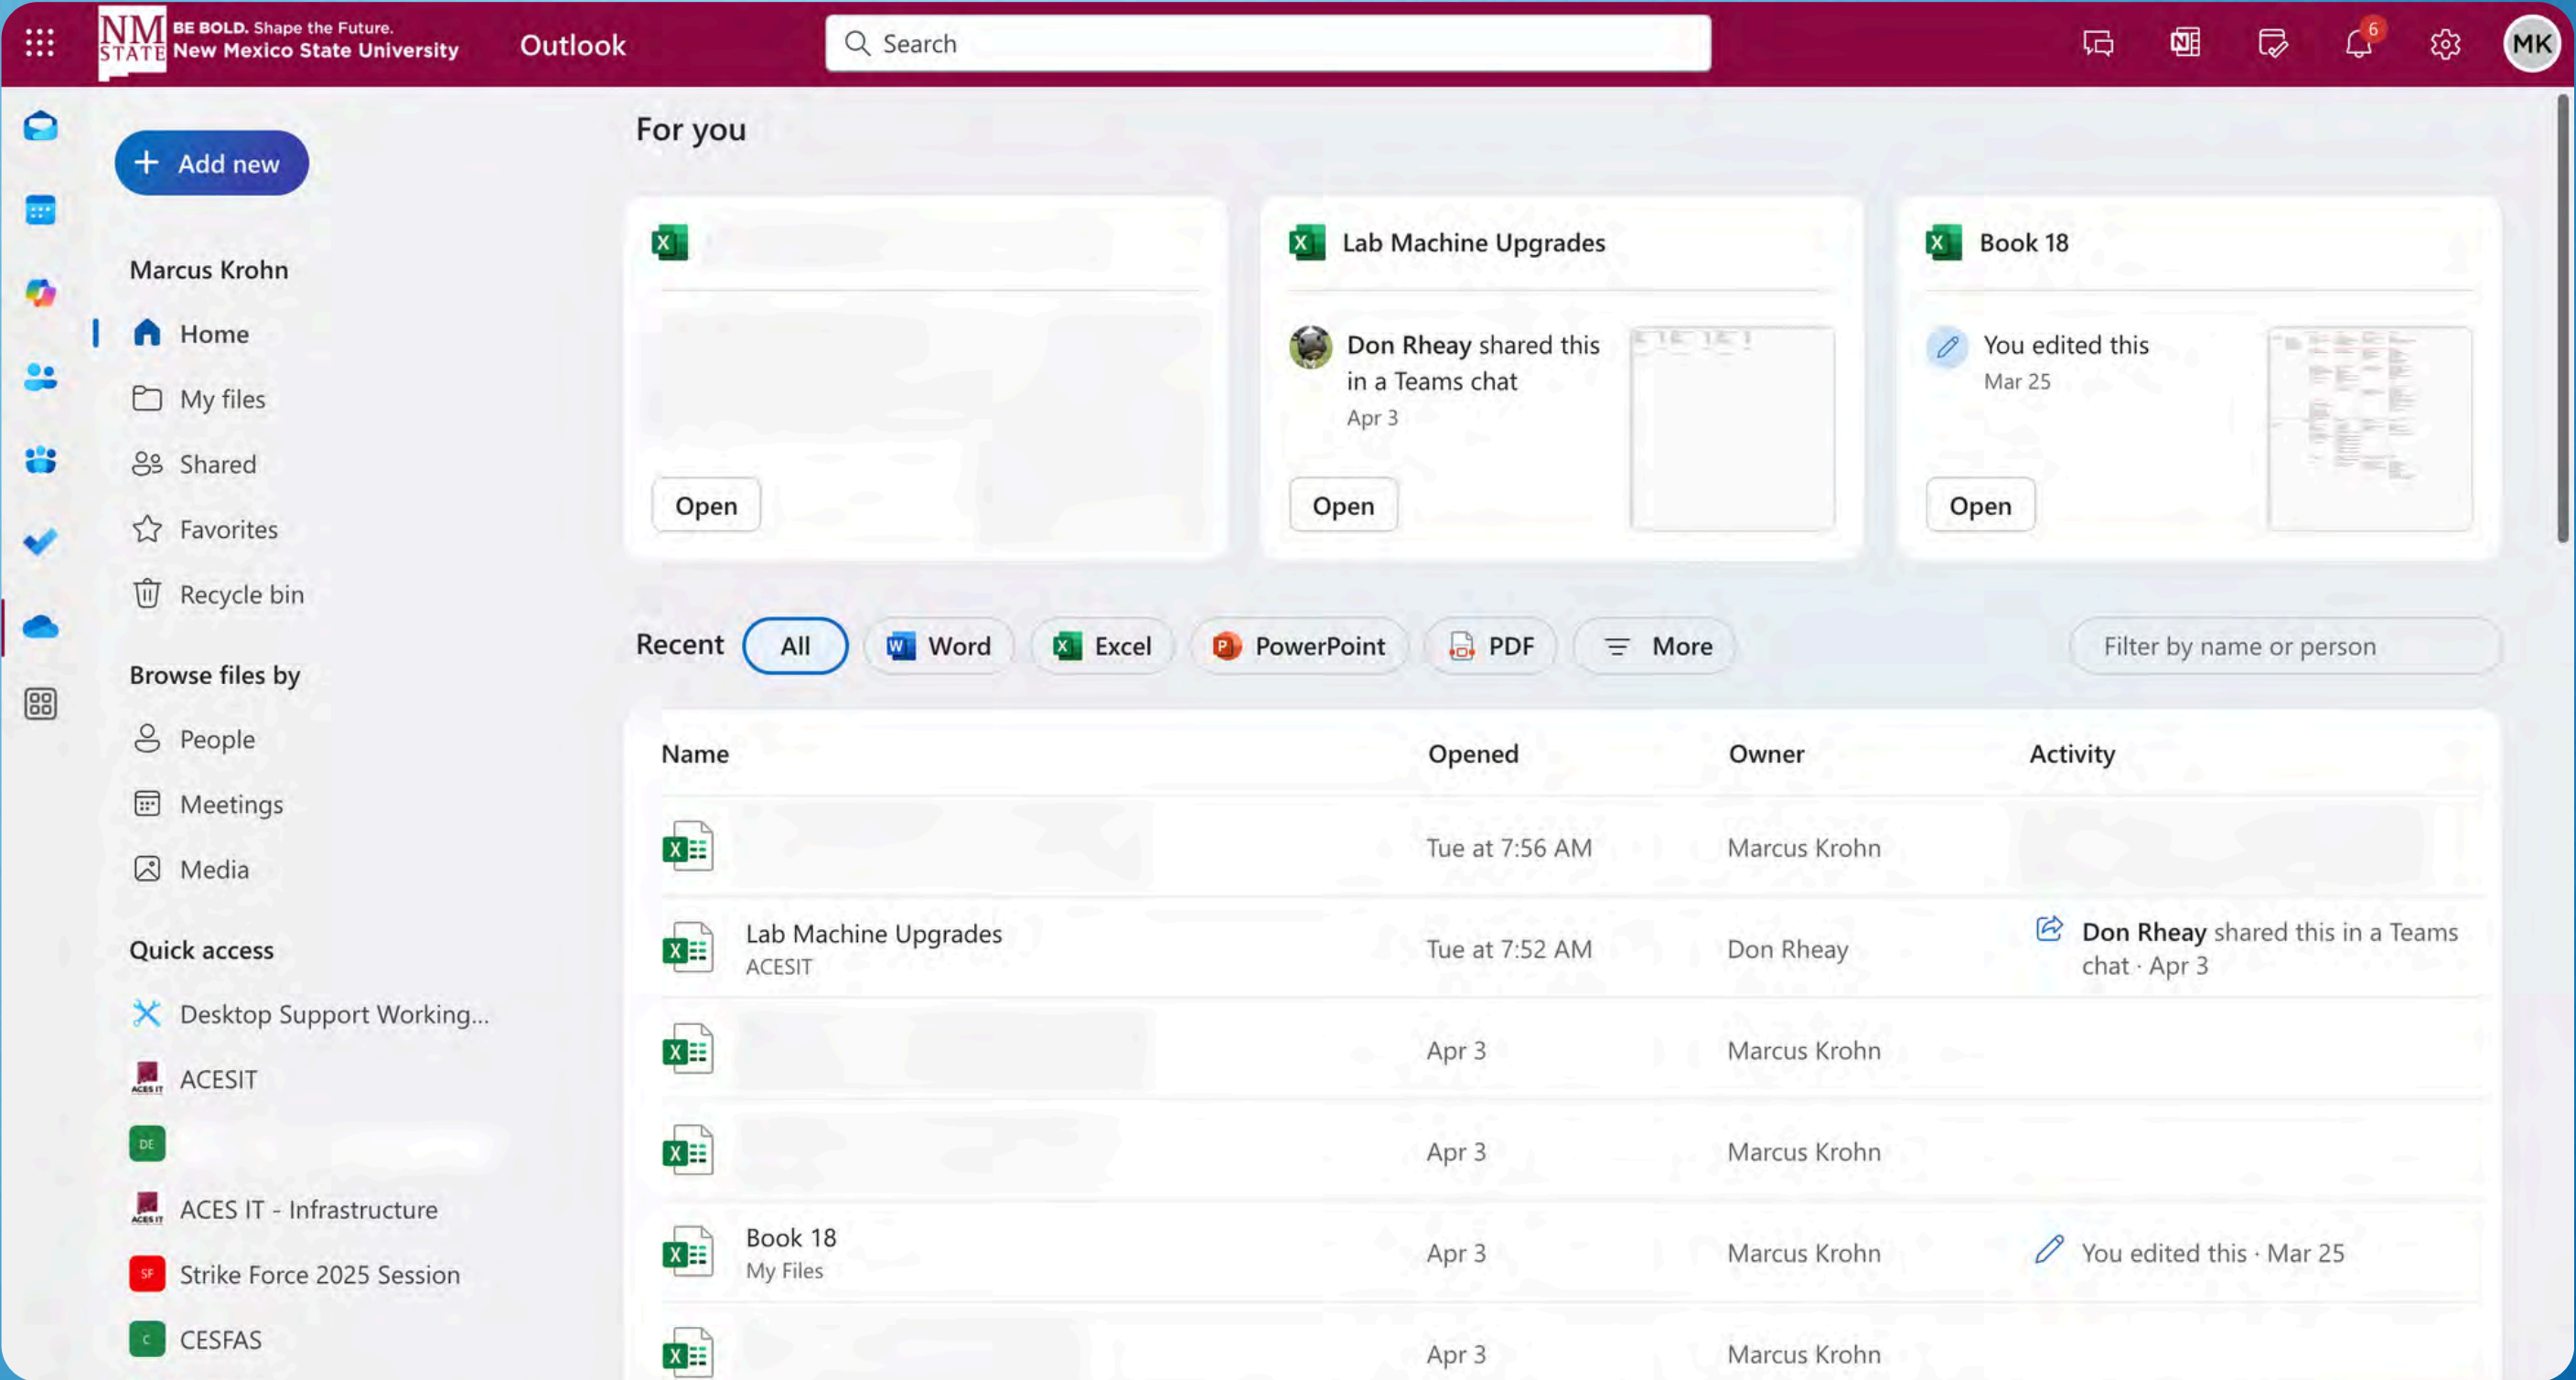 NM
STATE
BE BOLD. Shape the Future.
New Mexico State University
Outlook
Search
6
MK
Add new
Marcus Krohn
Home
My files
Shared
Favorites
Recycle bin
Browse files by
People
Meetings
Media
Quick access
Desktop Support Working...
ACES IT
ACESIT
DE
ACES IT
ACES IT - Infrastructure
SF
Strike Force 2025 Session
C
CESFAS
For you
Open
Lab Machine Upgrades
Don Rheay shared this
in a Teams chat
Apr 3
Open
Book 18
You edited this
Mar 25
Open
Recent
All
Word
Excel
PowerPoint
PDF
More
Filter by name or person
Name Opened Owner Activity
Tue at 7:56 AM Marcus Krohn
Lab Machine Upgrades
ACESIT
Tue at 7:52 AM Don Rheay
Don Rheay shared this in a Teams
chat · Apr 3
Apr 3 Marcus Krohn
Apr 3 Marcus Krohn
Book 18
My Files
Apr 3 Marcus Krohn
You edited this · Mar 25
Apr 3 Marcus Krohn